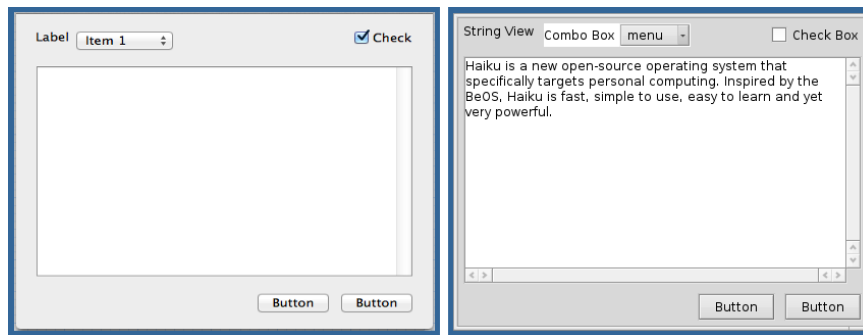 Label Item 1 Check
Button Button
String View Combo Box menu Check Box
Haiku is a new open-source operating system that
specifically targets personal computing. Inspired by the
BeOS, Haiku is fast, simple to use, easy to learn and yet
very powerful.
Button Button